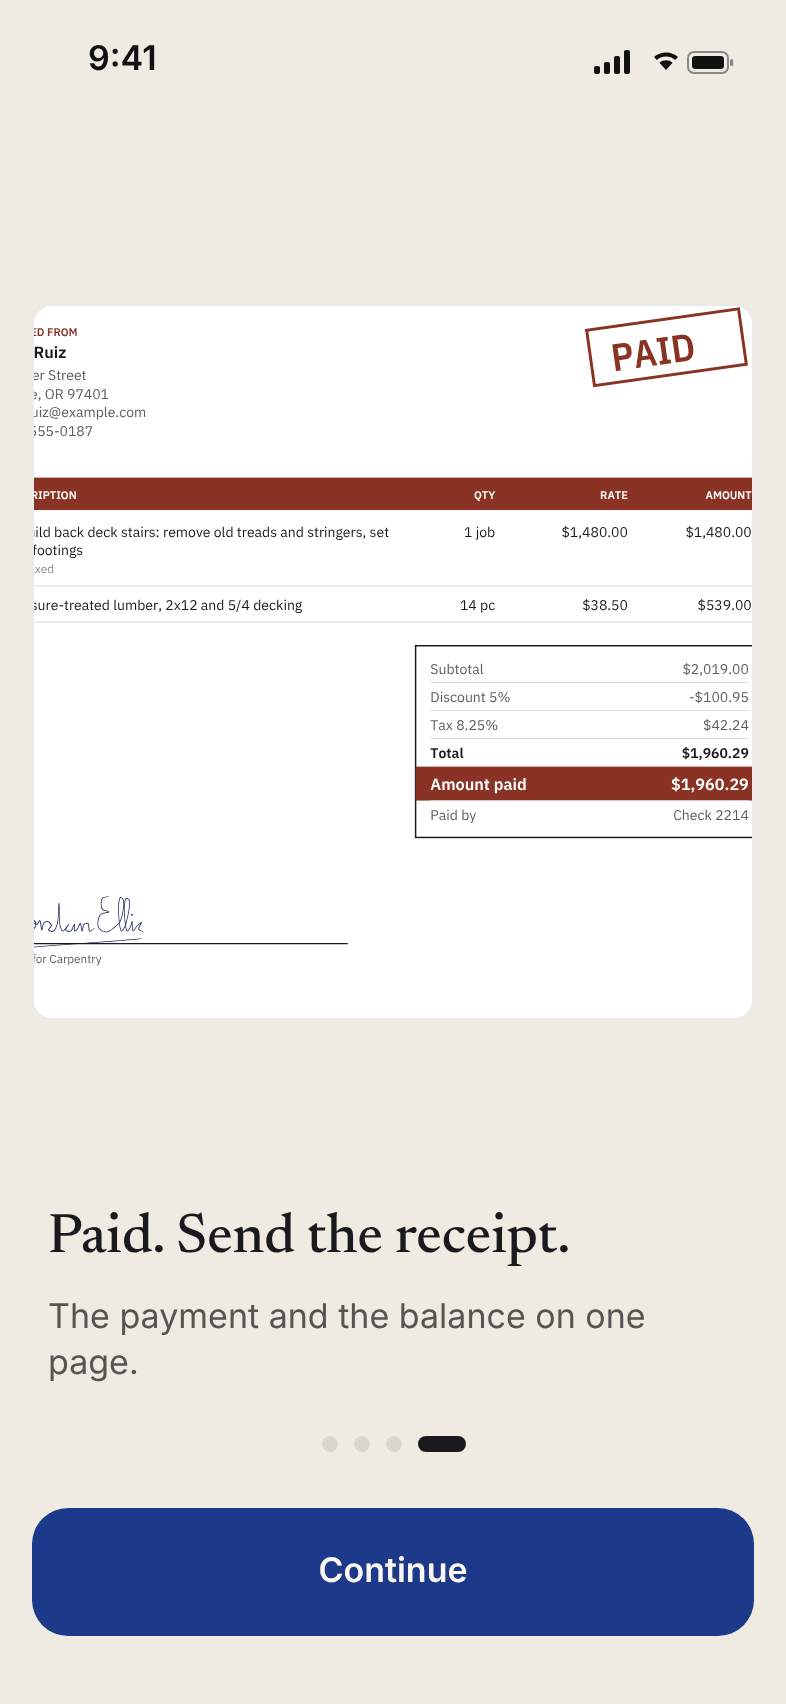 9:41
ED FROM
Ruiz
er Street
e, OR 97401
uiz@example.com
555-0187
PAID
RIPTION QTY RATE AMOUNT
ild back deck stairs: remove old treads and stringers, set 1 job $1,480.00 $1,480.00
footings
xed
sure-treated lumber, 2x12 and 5/4 decking 14 pc $38.50 $539.00
Subtotal $2,019.00
Discount 5% -$100.95
Tax 8.25% $42.24
Total $1,960.29
Amount paid $1,960.29
Paid by Check 2214
Ellis
for Carpentry
Paid. Send the receipt.
The payment and the balance on one
page.
Continue